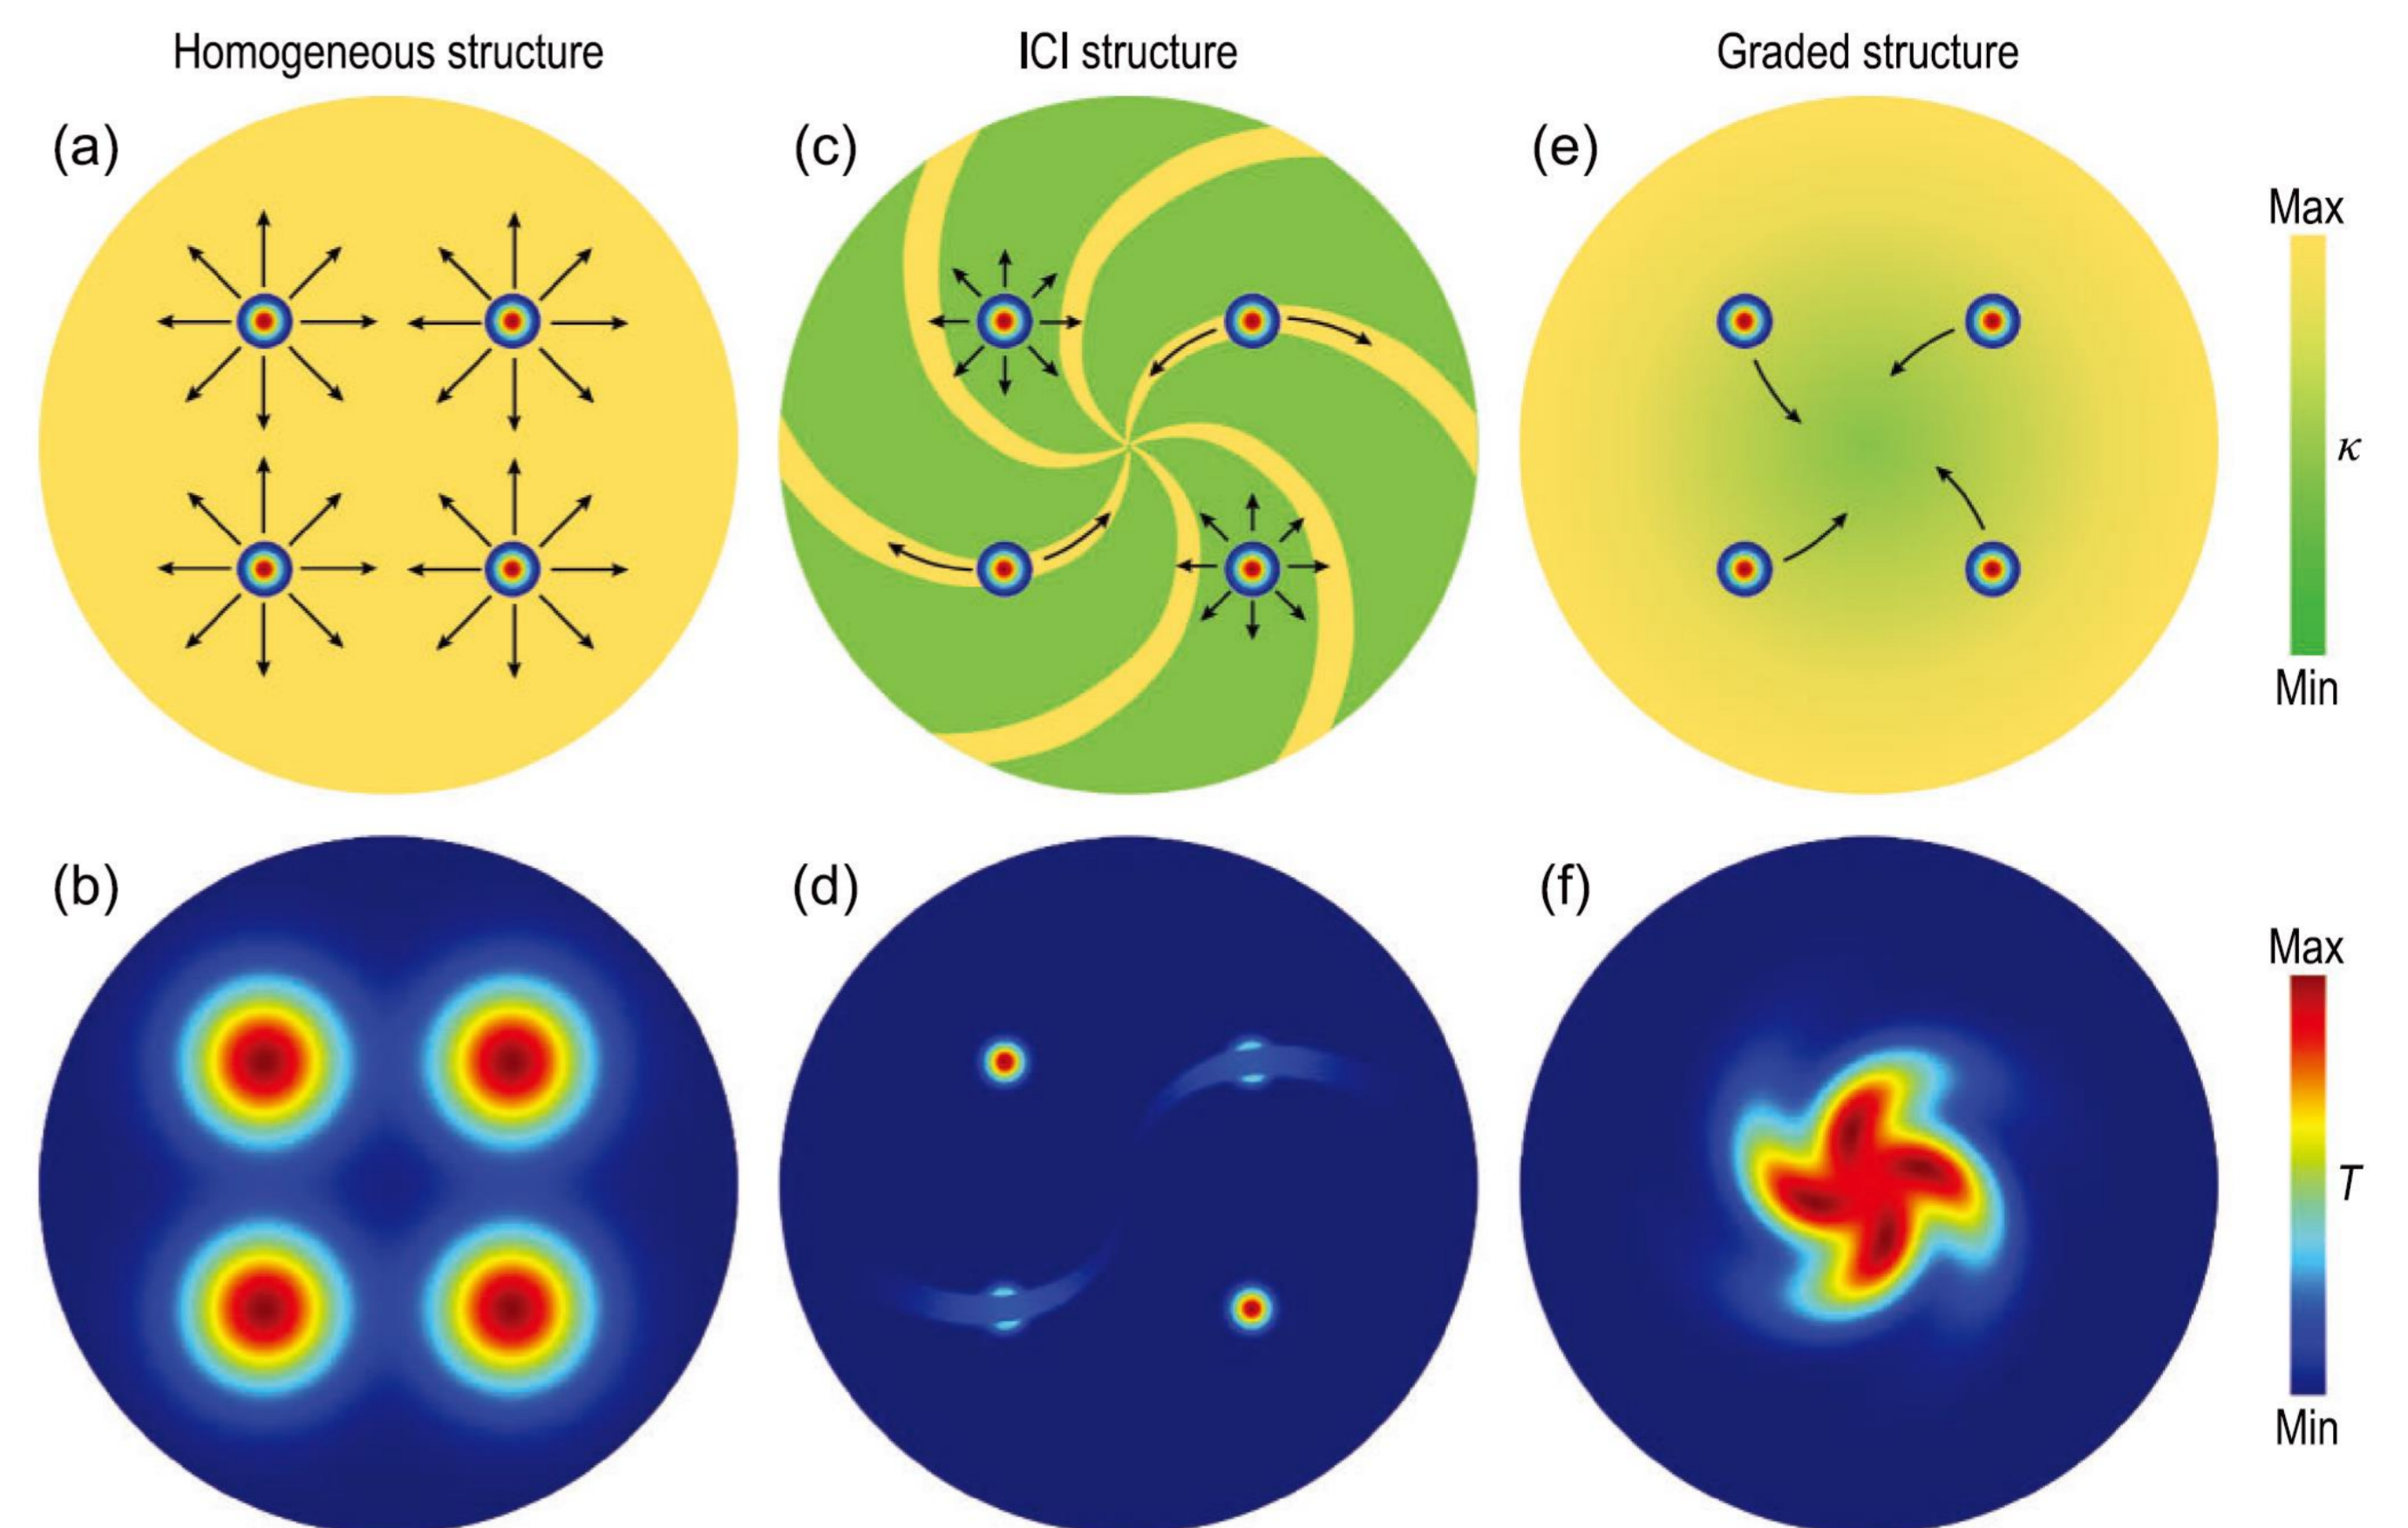 Homogeneous structure
ICI structure
Graded structure
(a)
(c)
(e)
Max
κ
Min
(b)
(d)
(f)
Max
T
Min